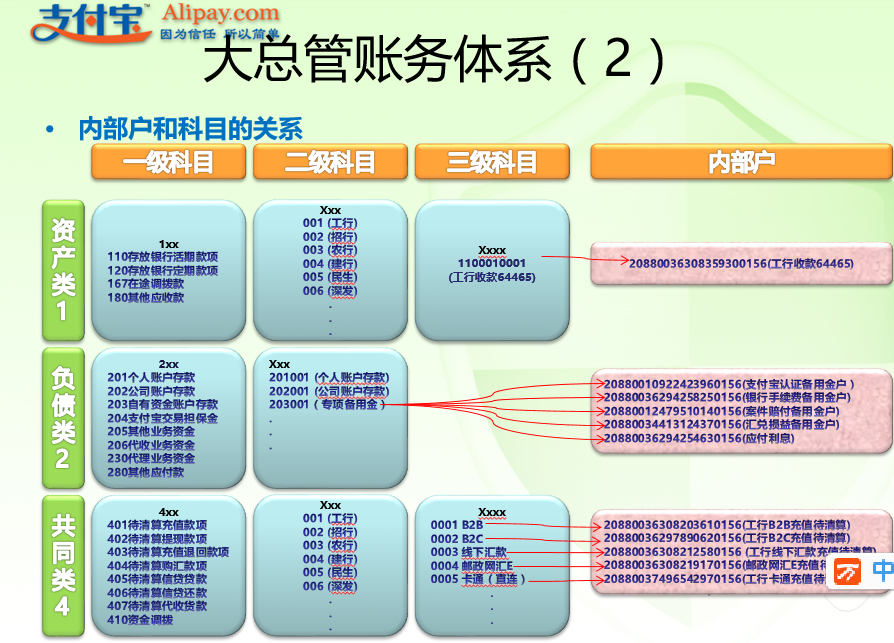 支付宝™ Alipay.com
因为信任 所以简单
大总管账务体系（2）
• 内部户和科目的关系
一级科目
二级科目
三级科目
内部户
资产类1
1xx
110存放银行活期款项
120存放银行定期款项
167在途调拨款
180其他应收款
Xxx
001 (工行)
002 (招行)
003 (农行)
004 (建行)
005 (民生)
006 (深发)
.
.
.
Xxxx
1100010001
(工行收款64465)
20880036308359300156(工行收款64465)
负债类2
2xx
201个人账户存款
202公司账户存款
203自有资金账户存款
204支付宝交易担保金
205其他业务资金
206代收业务资金
230代理业务资金
280其他应付款
Xxx
201001 (个人账户存款)
202001 (公司账户存款)
203001（专项备用金）
.
.
.
20880010922423960156(支付宝认证备用金户)
20880036294258250156(银行手续费备用金户)
20880012479510140156(案件赔付备用金户)
20880034413124370156(汇兑损益备用金户)
20880036294254630156(应付利息)
共同类4
4xx
401待清算充值款项
402待清算提现款项
403待清算充值退回款项
404待清算购汇款项
405待清算信贷贷款
406待清算信贷还款
407待清算代收货款
410资金调拨
Xxx
001 (工行)
002 (招行)
003 (农行)
004 (建行)
005 (民生)
006 (深发)
.
.
.
Xxxx
0001 B2B
0002 B2C
0003 线下汇款
0004 邮政网汇E
0005 卡通（直连）
.
.
.
20880036308203610156(工行B2B充值待清算)
20880036297890620156(工行B2C充值待清算)
20880036308212580156 (工行线下汇款充值待清算)
20880036308219170156(邮政网汇E充值待
20880037496542970156(工行卡通充值待
中